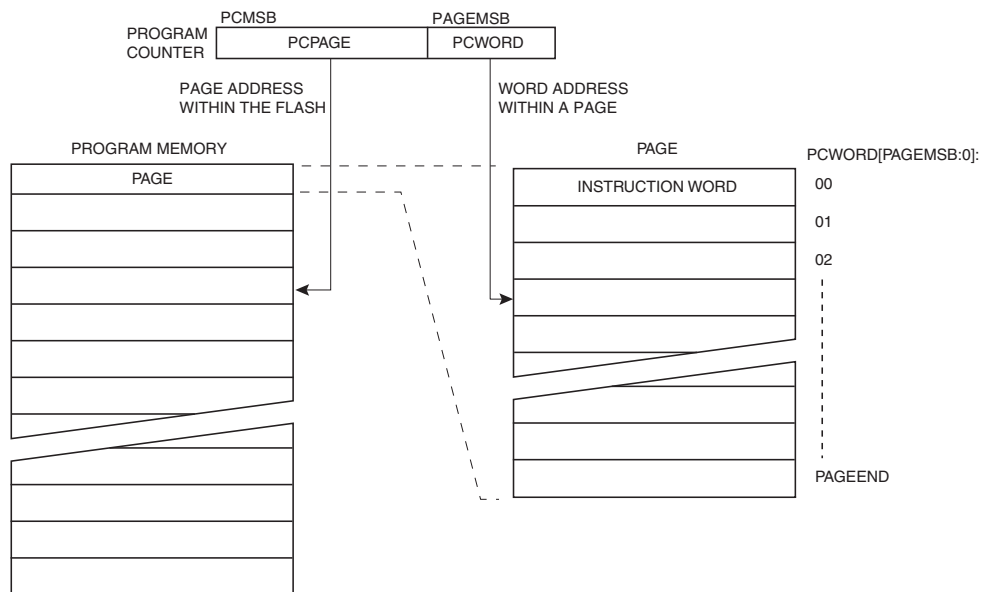 PCMSB
PAGEMSB
PROGRAM
COUNTER
PCPAGE
PCWORD
PAGE ADDRESS
WITHIN THE FLASH
WORD ADDRESS
WITHIN A PAGE
PROGRAM MEMORY
PAGE
PAGE
PCWORD[PAGEMSB:0]:
INSTRUCTION WORD
00
01
02
PAGEEND